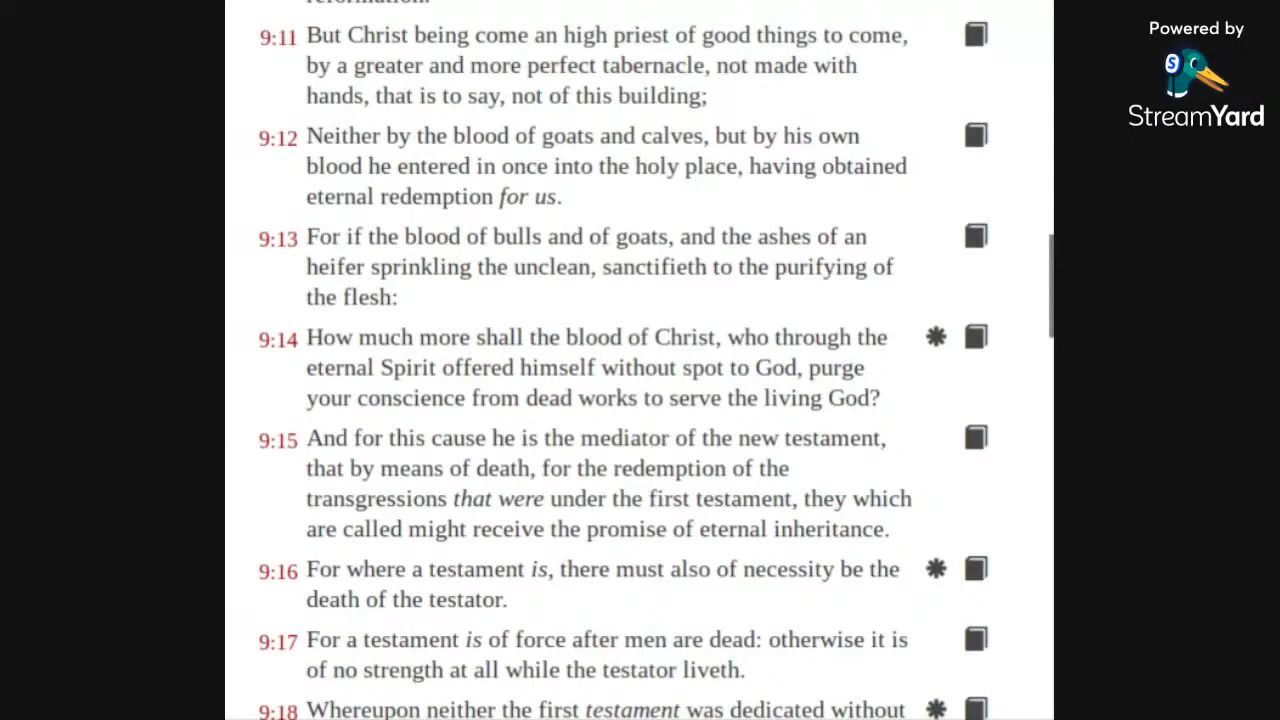 reformation.
9:11 But Christ being come an high priest of good things to come,
by a greater and more perfect tabernacle, not made with
hands, that is to say, not of this building;
9:12 Neither by the blood of goats and calves, but by his own
blood he entered in once into the holy place, having obtained
eternal redemption for us.
9:13 For if the blood of bulls and of goats, and the ashes of an
heifer sprinkling the unclean, sanctifieth to the purifying of
the flesh:
9:14 How much more shall the blood of Christ, who through the
eternal Spirit offered himself without spot to God, purge
your conscience from dead works to serve the living God?
9:15 And for this cause he is the mediator of the new testament,
that by means of death, for the redemption of the
transgressions that were under the first testament, they which
are called might receive the promise of eternal inheritance.
9:16 For where a testament is, there must also of necessity be the
death of the testator.
9:17 For a testament is of force after men are dead: otherwise it is
of no strength at all while the testator liveth.
9:18 Whereupon neither the first testament was dedicated without
Powered by
S
StreamYard